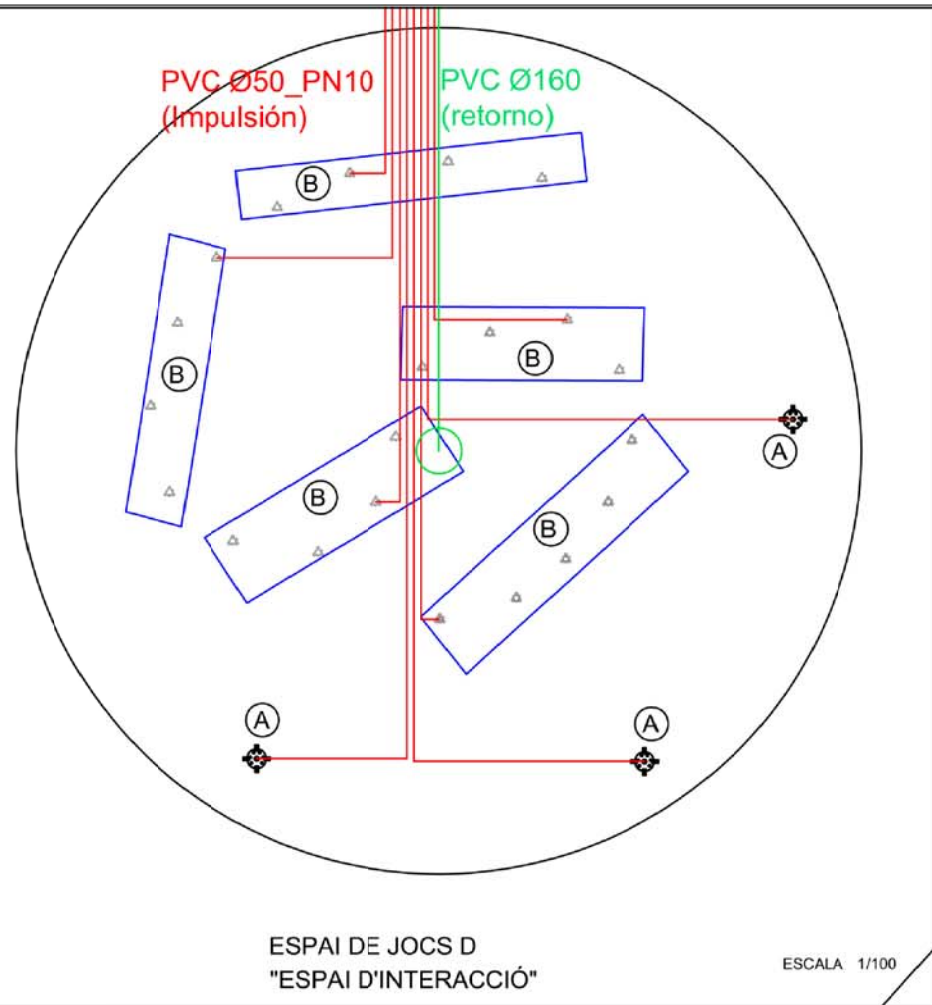 PVC Ø50_PN10
(Impulsión)
PVC Ø160
(retorno)
B
B
B
A
B
B
A
A
ESPAI DE JOCS D
"ESPAI D'INTERACCIÓ"
ESCALA 1/100